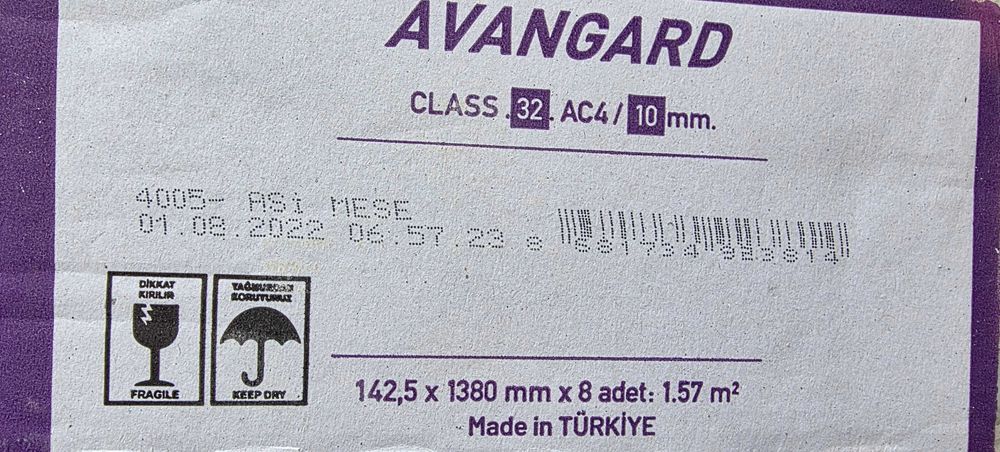 AVANGARD
CLASS . 32 . AC4 / 10 mm.
4005- ASi MESE
01.08.2022 06:57 23
DİKKAT
KIRILIR
FRAGILE
YAĞMURDAN
KORUYUNUZ
KEEP DRY
142,5 x 1380 mm x 8 adet: 1.57 m²
Made in TÜRKİYE